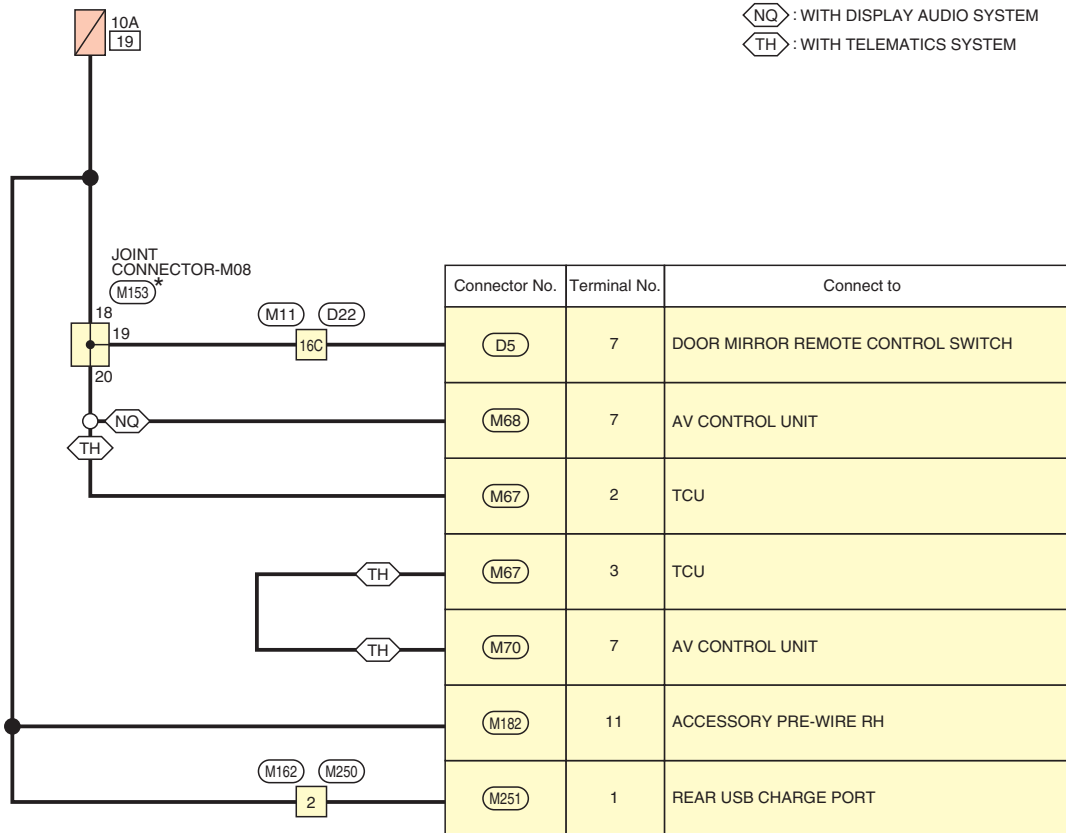 10A
19
NQ : WITH DISPLAY AUDIO SYSTEM
TH : WITH TELEMATICS SYSTEM
JOINT
CONNECTOR-M08
M153 *
18
19
20
M11 D22
16C
NQ
TH
TH
TH
M162 M250
2
Connector No. Terminal No. Connect to
D5 7 DOOR MIRROR REMOTE CONTROL SWITCH
M68 7 AV CONTROL UNIT
M67 2 TCU
M67 3 TCU
M70 7 AV CONTROL UNIT
M182 11 ACCESSORY PRE-WIRE RH
M251 1 REAR USB CHARGE PORT